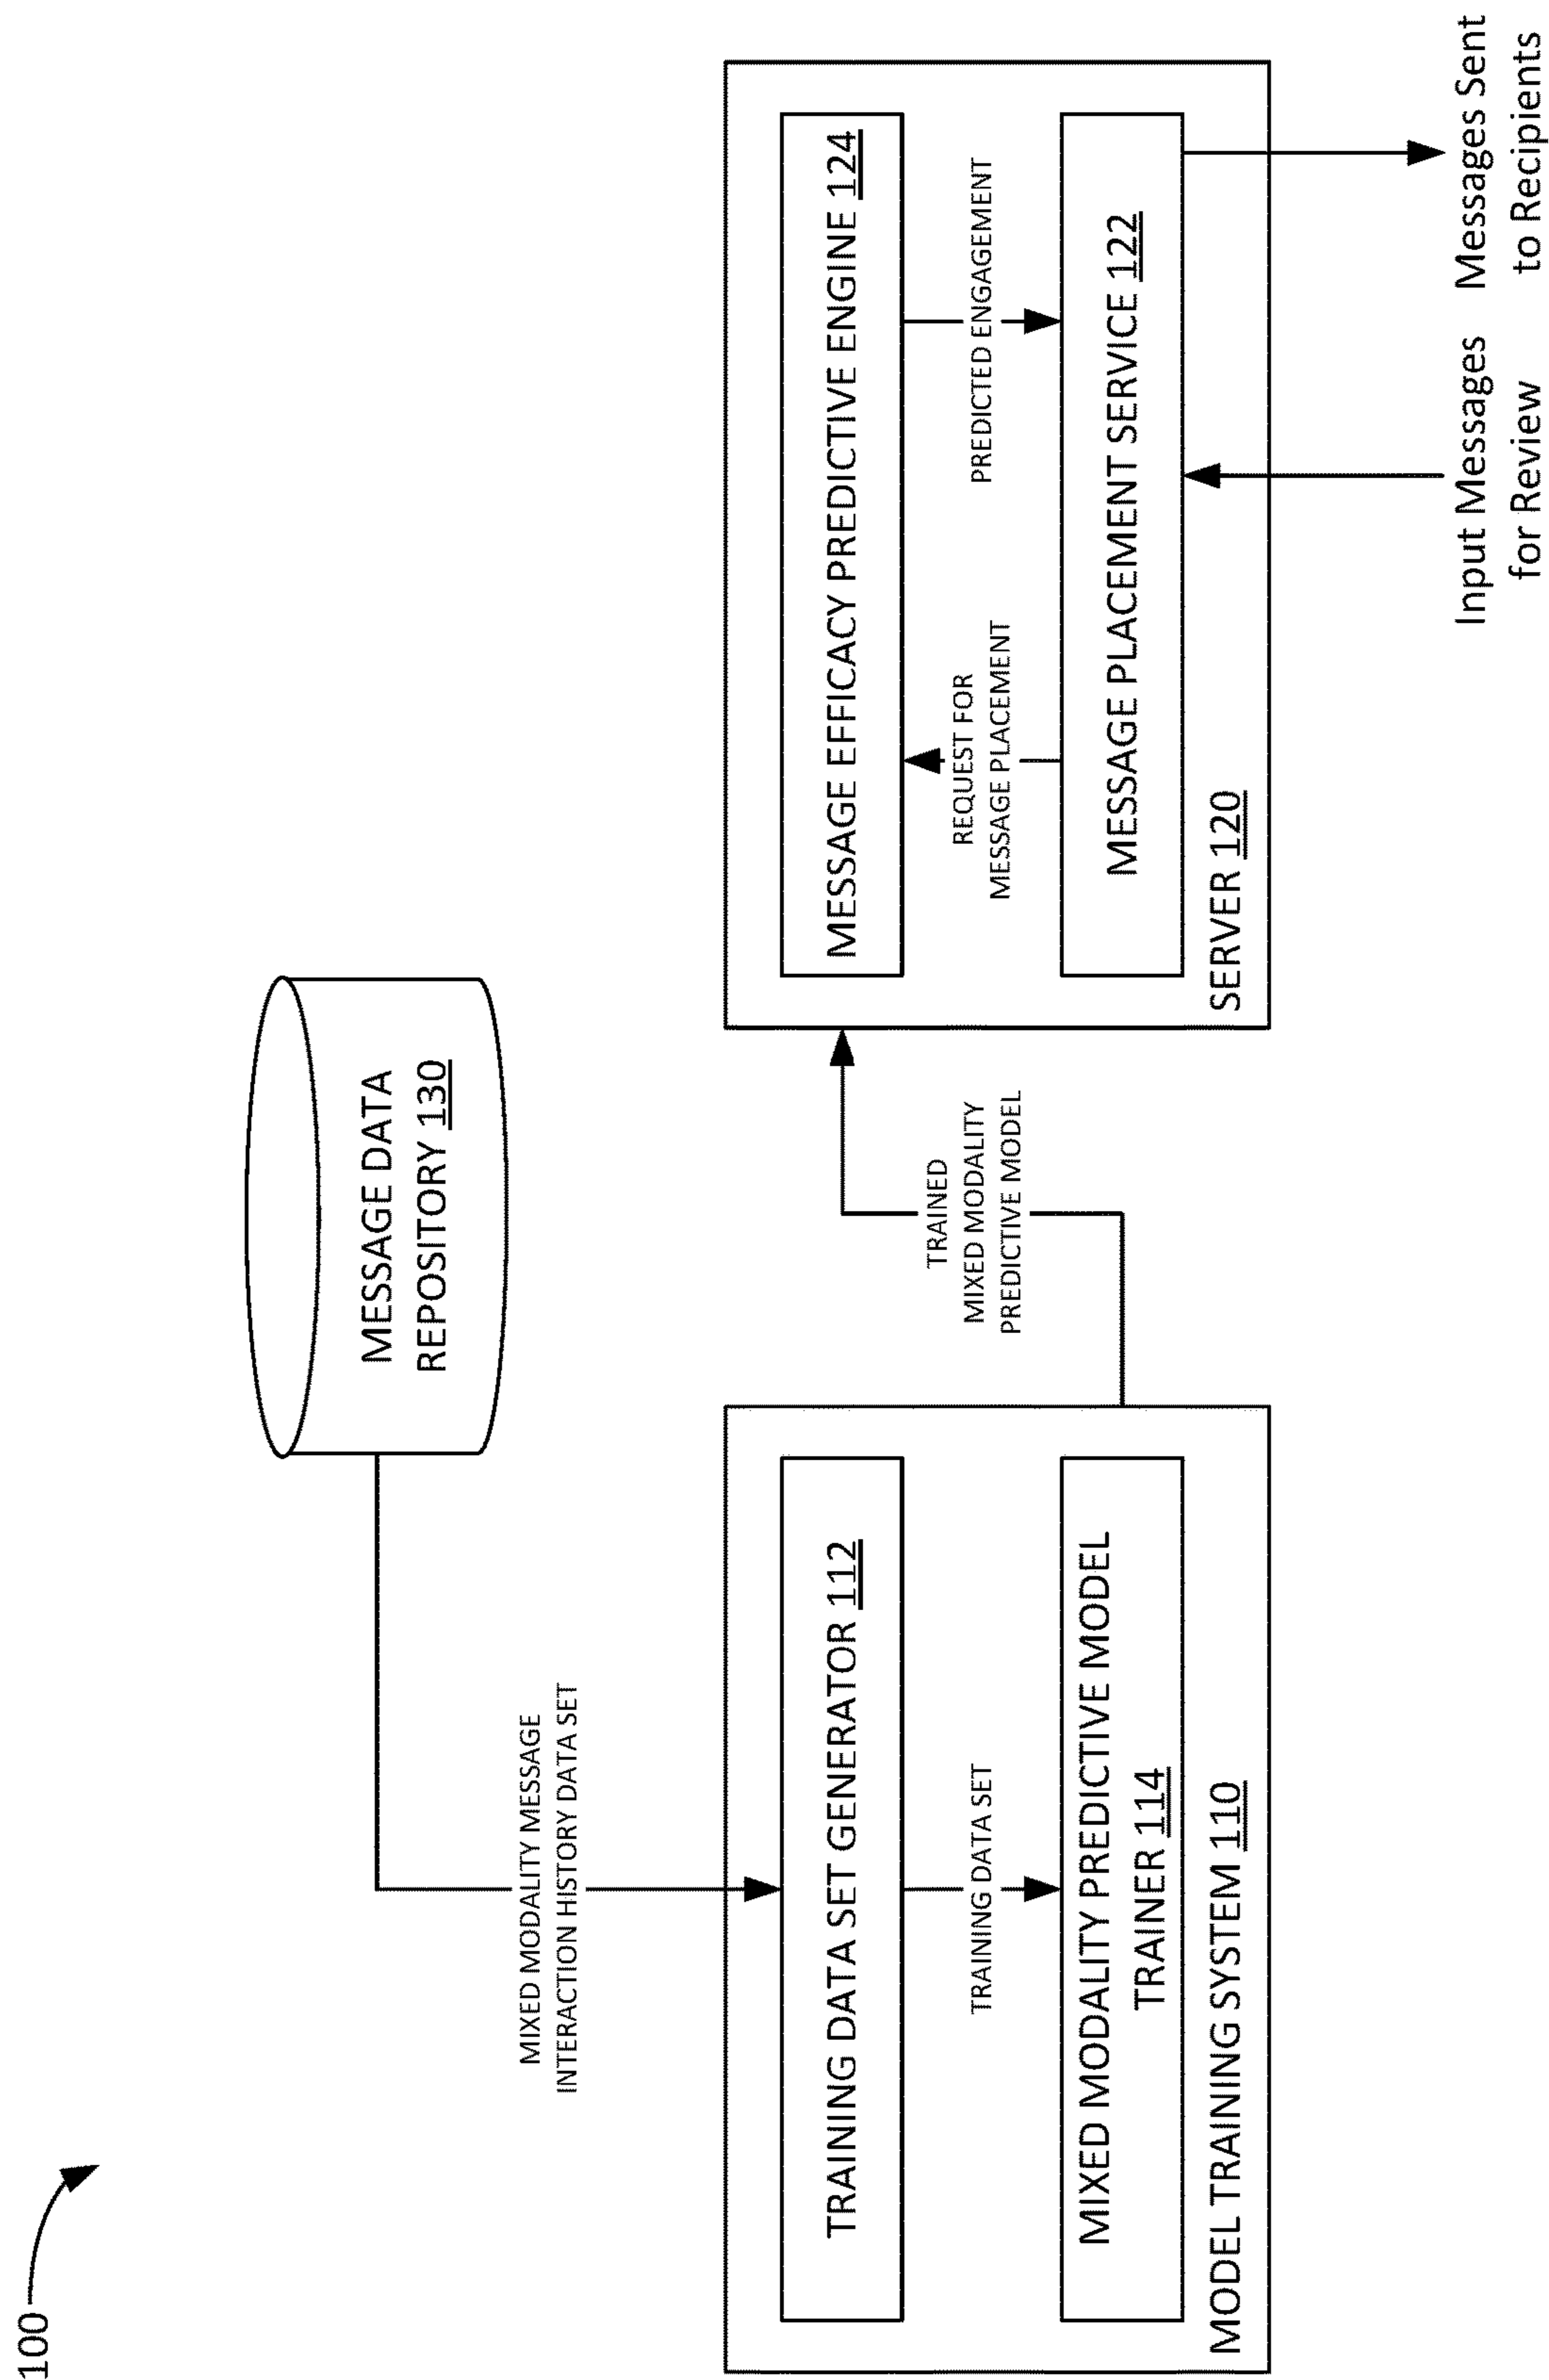 100
MESSAGE DATA
REPOSITORY 130
MIXED MODALITY MESSAGE
INTERACTION HISTORY DATA SET
TRAINING DATA SET GENERATOR 112
TRAINING DATA SET
MIXED MODALITY PREDICTIVE MODEL
TRAINER 114
MODEL TRAINING SYSTEM 110
TRAINED
MIXED MODALITY
PREDICTIVE MODEL
MESSAGE EFFICACY PREDICTIVE ENGINE 124
REQUEST FOR
MESSAGE PLACEMENT
PREDICTED ENGAGEMENT
MESSAGE PLACEMENT SERVICE 122
SERVER 120
Input Messages
for Review
Messages Sent
to Recipients